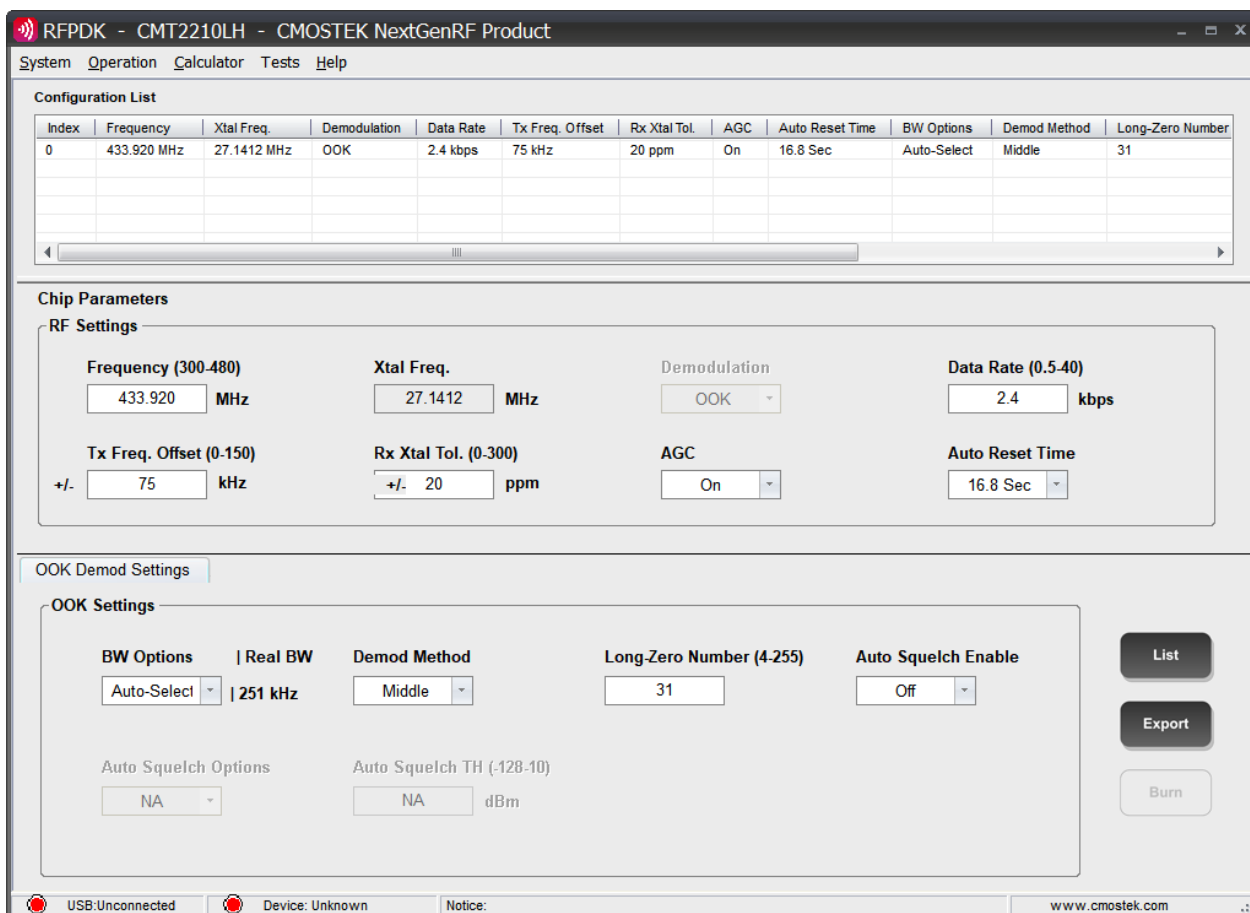 RFPDK - CMT2210LH - CMOSTEK NextGenRF Product
System Operation Calculator Tests Help
Configuration List
Index Frequency Xtal Freq. Demodulation Data Rate Tx Freq. Offset Rx Xtal Tol. AGC Auto Reset Time BW Options Demod Method Long-Zero Number
0 433.920 MHz 27.1412 MHz OOK 2.4 kbps 75 kHz 20 ppm On 16.8 Sec Auto-Select Middle 31
Chip Parameters
RF Settings
Frequency (300-480) Xtal Freq. Demodulation Data Rate (0.5-40)
433.920 MHz 27.1412 MHz OOK 2.4 kbps
Tx Freq. Offset (0-150) Rx Xtal Tol. (0-300) AGC Auto Reset Time
+/- 75 kHz +/- 20 ppm On 16.8 Sec
OOK Demod Settings
OOK Settings
BW Options | Real BW Demod Method Long-Zero Number (4-255) Auto Squelch Enable
Auto-Select | 251 kHz Middle 31 Off
List
Export
Auto Squelch Options Auto Squelch TH (-128-10)
NA NA dBm
Burn
USB:Unconnected Device: Unknown Notice: www.cmostek.com